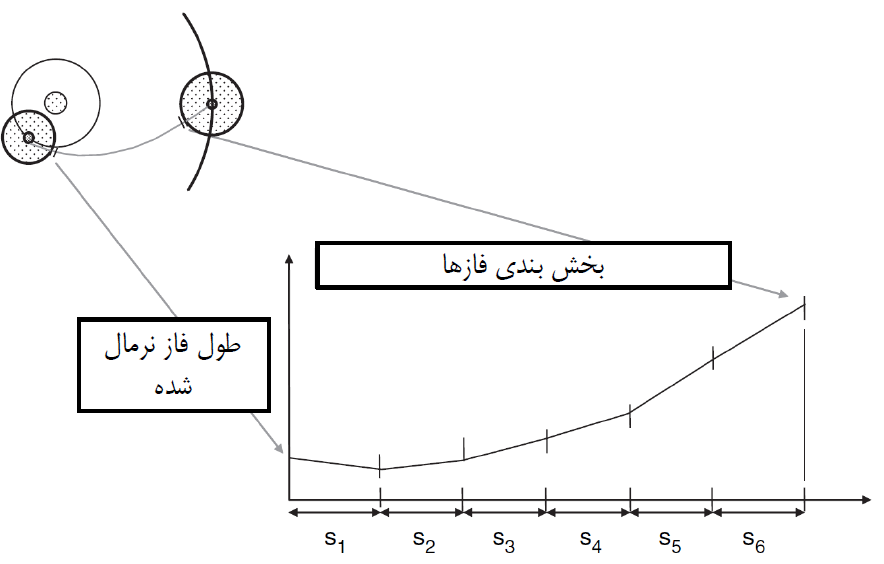 بخش بندی فازها
طول فاز نرمال
شده
s1 s2 s3 s4 s5 s6